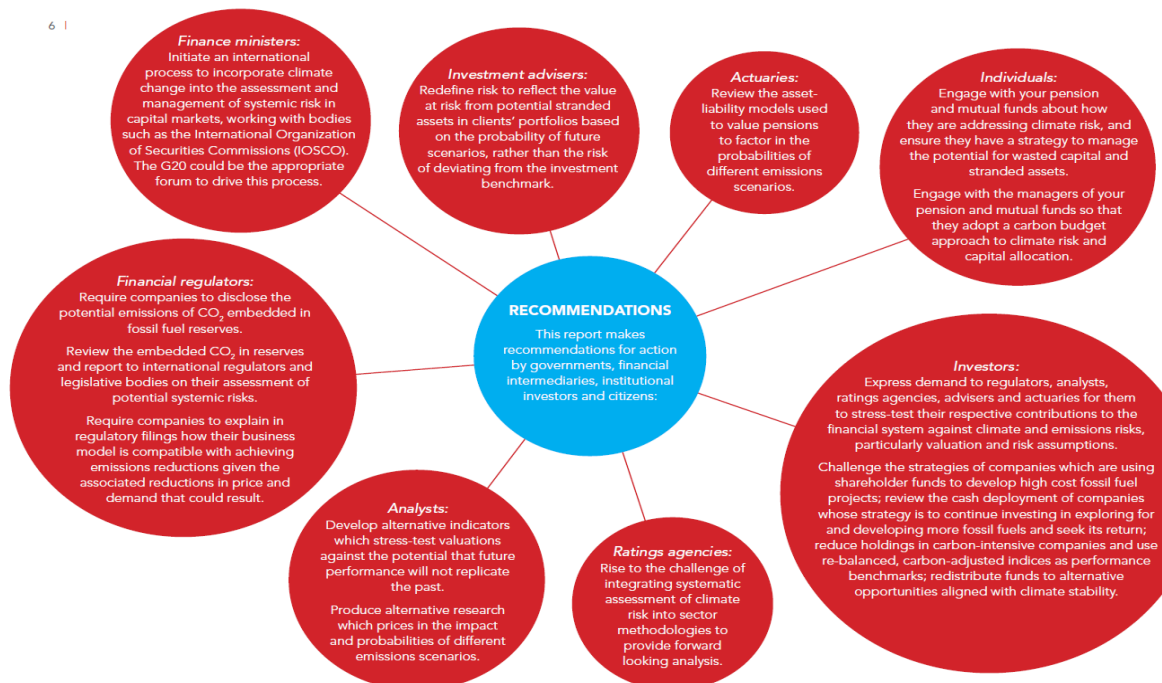 6 |
Finance ministers:
Initiate an international
process to incorporate climate
change into the assessment and
management of systemic risk in
capital markets, working with bodies
such as the International Organization
of Securities Commissions (IOSCO).
The G20 could be the appropriate
forum to drive this process.
Investment advisers:
Redefine risk to reflect the value
at risk from potential stranded
assets in clients’ portfolios based
on the probability of future
scenarios, rather than the risk
of deviating from the investment
benchmark.
Actuaries:
Review the asset-
liability models used
to value pensions
to factor in the
probabilities of
different emissions
scenarios.
Individuals:
Engage with your pension
and mutual funds about how
they are addressing climate risk, and
ensure they have a strategy to manage
the potential for wasted capital and
stranded assets.
Engage with the managers of your
pension and mutual funds so that
they adopt a carbon budget
approach to climate risk and
capital allocation.
Financial regulators:
Require companies to disclose the
potential emissions of CO₂ embedded in
fossil fuel reserves.
Review the embedded CO₂ in reserves
and report to international regulators and
legislative bodies on their assessment of
potential systemic risks.
Require companies to explain in
regulatory filings how their business
model is compatible with achieving
emissions reductions given the
associated reductions in price and
demand that could result.
RECOMMENDATIONS
This report makes
recommendations for action
by governments, financial
intermediaries, institutional
investors and citizens:
Investors:
Express demand to regulators, analysts,
ratings agencies, advisers and actuaries for them
to stress-test their respective contributions to the
financial system against climate and emissions risks,
particularly valuation and risk assumptions.
Challenge the strategies of companies which are using
shareholder funds to develop high cost fossil fuel
projects; review the cash deployment of companies
whose strategy is to continue investing in exploring for
and developing more fossil fuels and seek its return;
reduce holdings in carbon-intensive companies and use
re-balanced, carbon-adjusted indices as performance
benchmarks; redistribute funds to alternative
opportunities aligned with climate stability.
Analysts:
Develop alternative indicators
which stress-test valuations
against the potential that future
performance will not replicate
the past.
Produce alternative research
which prices in the impact
and probabilities of different
emissions scenarios.
Ratings agencies:
Rise to the challenge of
integrating systematic
assessment of climate
risk into sector
methodologies to
provide forward
looking analysis.